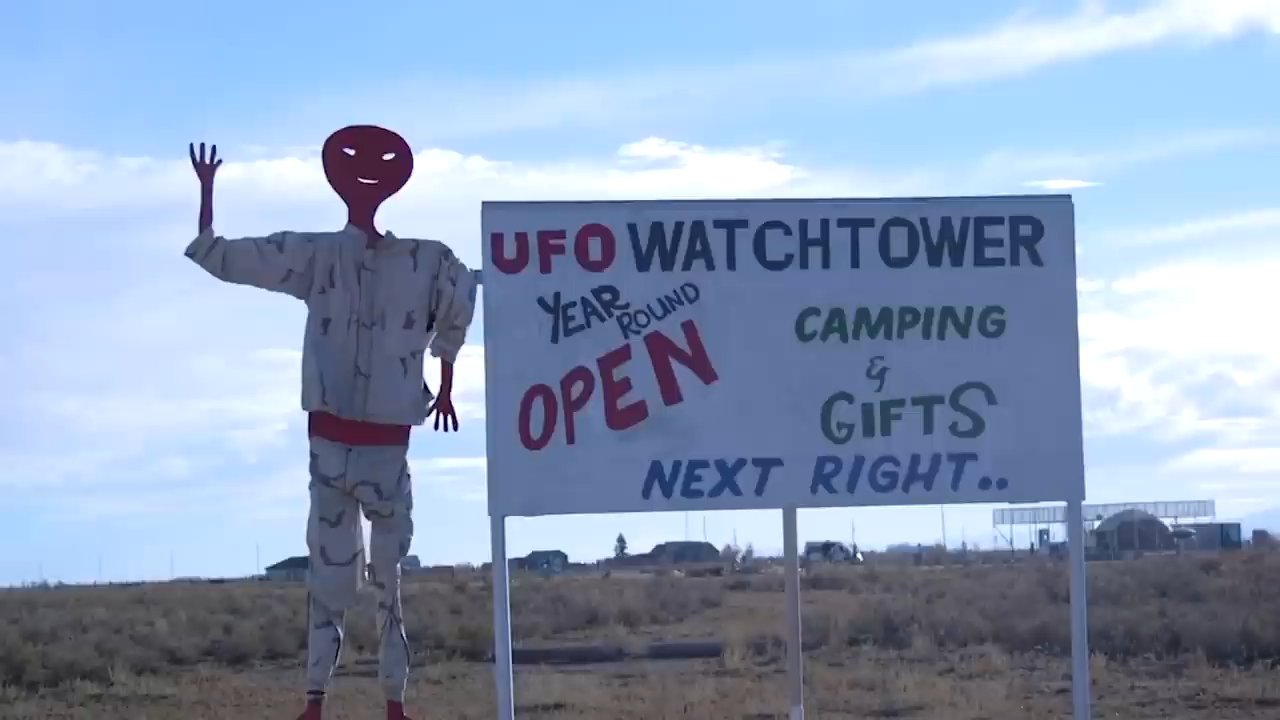 UFO WATCHTOWER
YEAR
ROUND
OPEN
CAMPING
&
GIFTS
NEXT RIGHT..